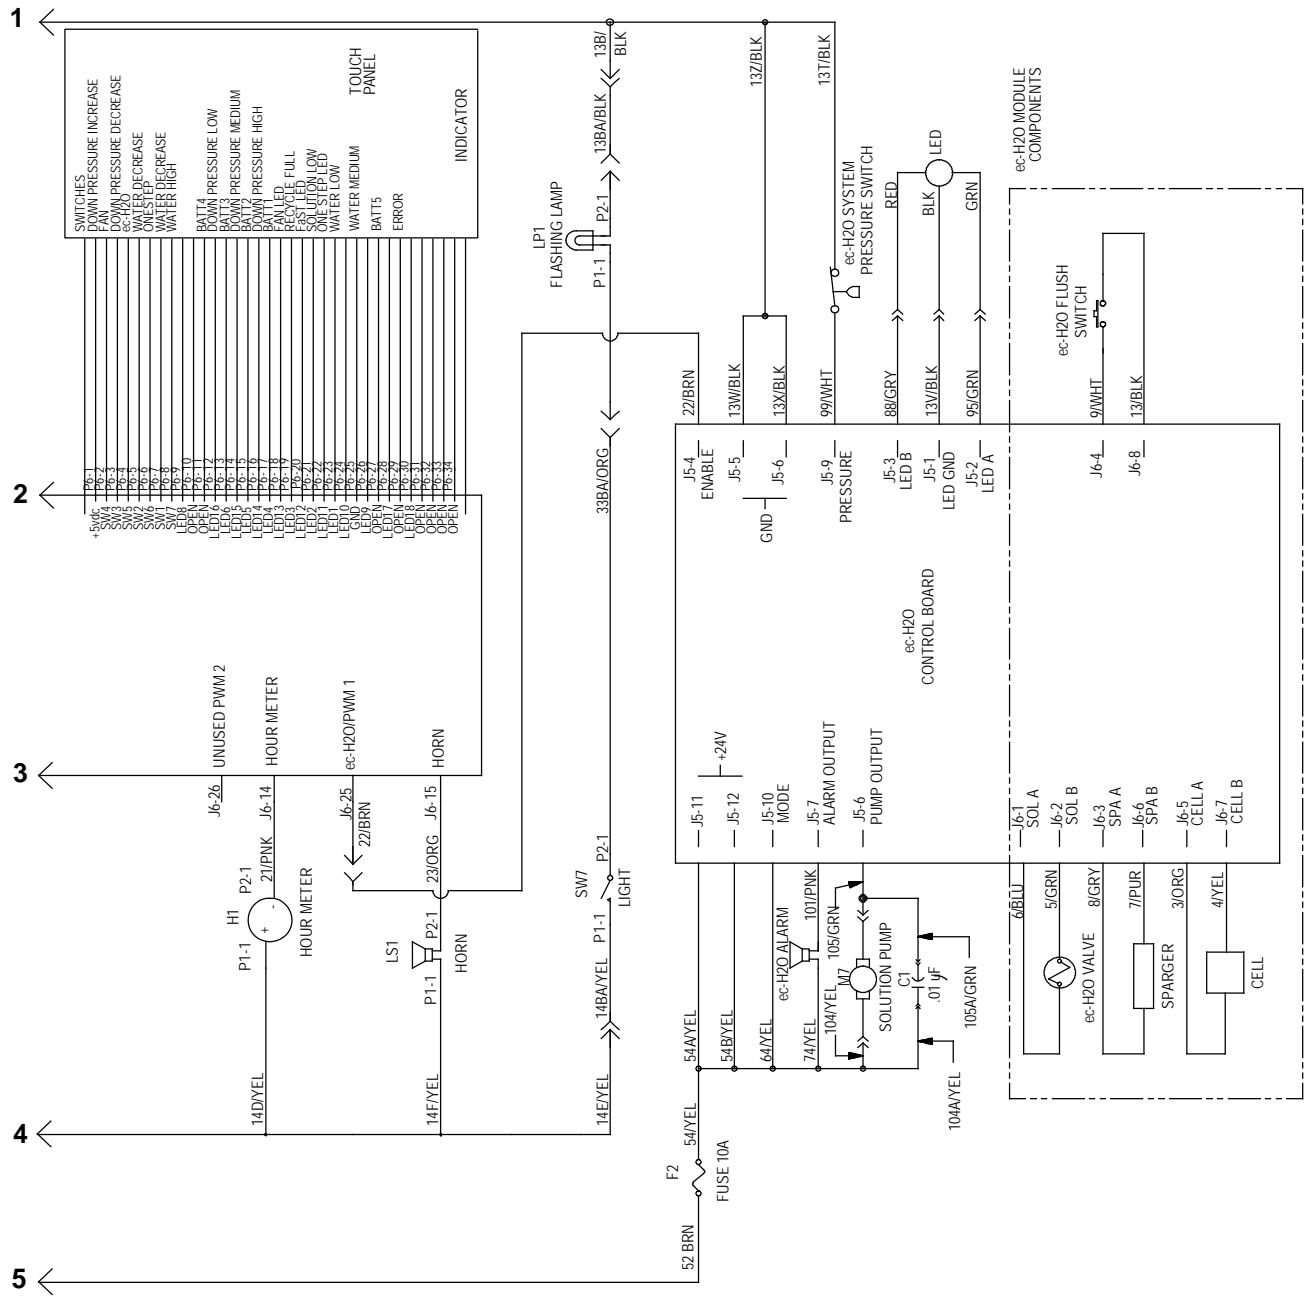 1
2
3
4
5
SWITCHES
DOWN PRESSURE INCREASE
FAN
DOWN PRESSURE DECREASE
ec-H2O
WATER DECREASE
ONESTEP
WATER DECREASE
WATER HIGH
BATT4
DOWN PRESSURE LOW
BATT3
DOWN PRESSURE MEDIUM
BATT2
DOWN PRESSURE HIGH
BATT1
FAN LED
RECYCLE FULL
FaST LED
SOLUTION LOW
ONE STEP LED
WATER LOW
WATER MEDIUM
BATT5
ERROR
TOUCH
PANEL
INDICATOR
P6-1
P6-2
P6-3
P6-4
P6-5
P6-6
P6-7
P6-8
P6-9
P6-10
P6-11
P6-12
P6-13
P6-14
P6-15
P6-16
P6-17
P6-18
P6-19
P6-20
P6-21
P6-22
P6-23
P6-24
P6-25
P6-26
P6-27
P6-28
P6-29
P6-30
P6-31
P6-32
P6-33
P6-34
+5vdc
SW4
SW3
SW5
SW2
SW6
SW1
SW7
LED8
OPEN
OPEN
LED16
LED6
LED15
LED5
LED14
LED4
LED13
LED3
LED12
LED2
LED11
LED1
LED10
GND
LED9
OPEN
LED17
OPEN
LED18
OPEN
OPEN
OPEN
OPEN
UNUSED PWM 2
HOUR METER
ec-H2O/PWM 1
HORN
J6-26
J6-14
J6-25
J6-15
21/PNK
22/BRN
23/ORG
P2-1
H1
HOUR METER
P1-1
P2-1
LS1
HORN
P1-1
14D/YEL
14F/YEL
14E/YEL
13B/
BLK
13BA/BLK
P2-1
LP1
FLASHING LAMP
P1-1
33BA/ORG
P2-1
SW7
LIGHT
P1-1
14BA/YEL
13Z/BLK
13T/BLK
ec-H2O SYSTEM
PRESSURE SWITCH
LED
RED
BLK
GRN
22/BRN
13W/BLK
13X/BLK
99/WHT
88/GRY
13V/BLK
95/GRN
J5-4
ENABLE
J5-5
J5-6
GND
J5-9
PRESSURE
J5-3
LED B
J5-1
LED GND
J5-2
LED A
ec-H2O MODULE
COMPONENTS
ec-H2O FLUSH
SWITCH
9/WHT
13/BLK
J6-4
J6-8
ec-H2O
CONTROL BOARD
J5-11
+24V
J5-12
J5-10
MODE
J5-7
ALARM OUTPUT
J5-6
PUMP OUTPUT
J6-1
SOL A
J6-2
SOL B
J6-3
SPA A
J6-6
SPA B
J6-5
CELL A
J6-7
CELL B
101/PNK
105/GRN
6/BLU
5/GRN
8/GRY
7/PUR
3/ORG
4/YEL
ec-H2O ALARM
M7
SOLUTION PUMP
C1
.01 uF
105A/GRN
104/YEL
104A/YEL
54A/YEL
54B/YEL
64/YEL
74/YEL
ec-H2O VALVE
SPARGER
CELL
54/YEL
F2
FUSE 10A
52 BRN